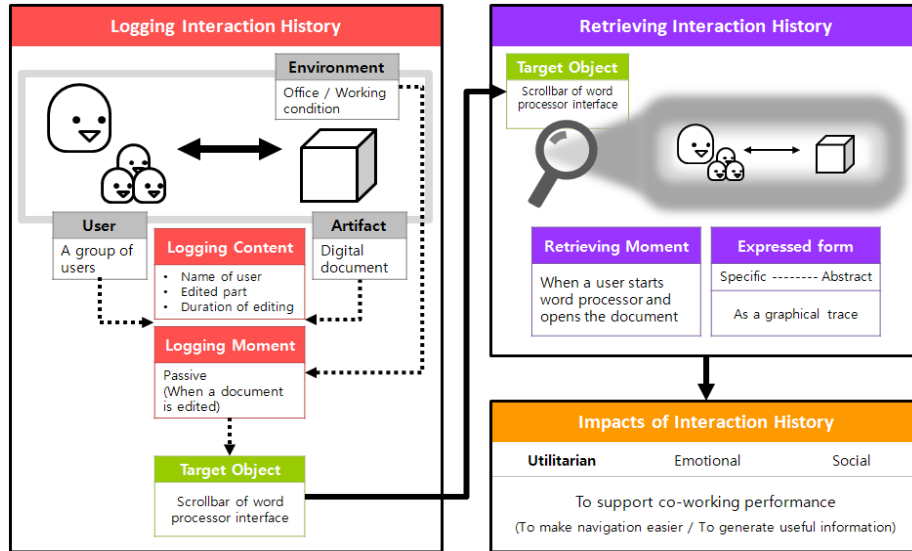 Logging Interaction History
Environment
Office / Working
condition
User
A group of
users
Logging Content
• Name of user
• Edited part
• Duration of editing
Artifact
Digital
document
Logging Moment
Passive
(When a document
is edited)
Target Object
Scrollbar of word
processor interface
Retrieving Interaction History
Target Object
Scrollbar of word
processor interface
Retrieving Moment
When a user starts
word processor and
opens the document
Expressed form
Specific -------- Abstract
As a graphical trace
Impacts of Interaction History
Utilitarian Emotional Social
To support co-working performance
(To make navigation easier / To generate useful information)